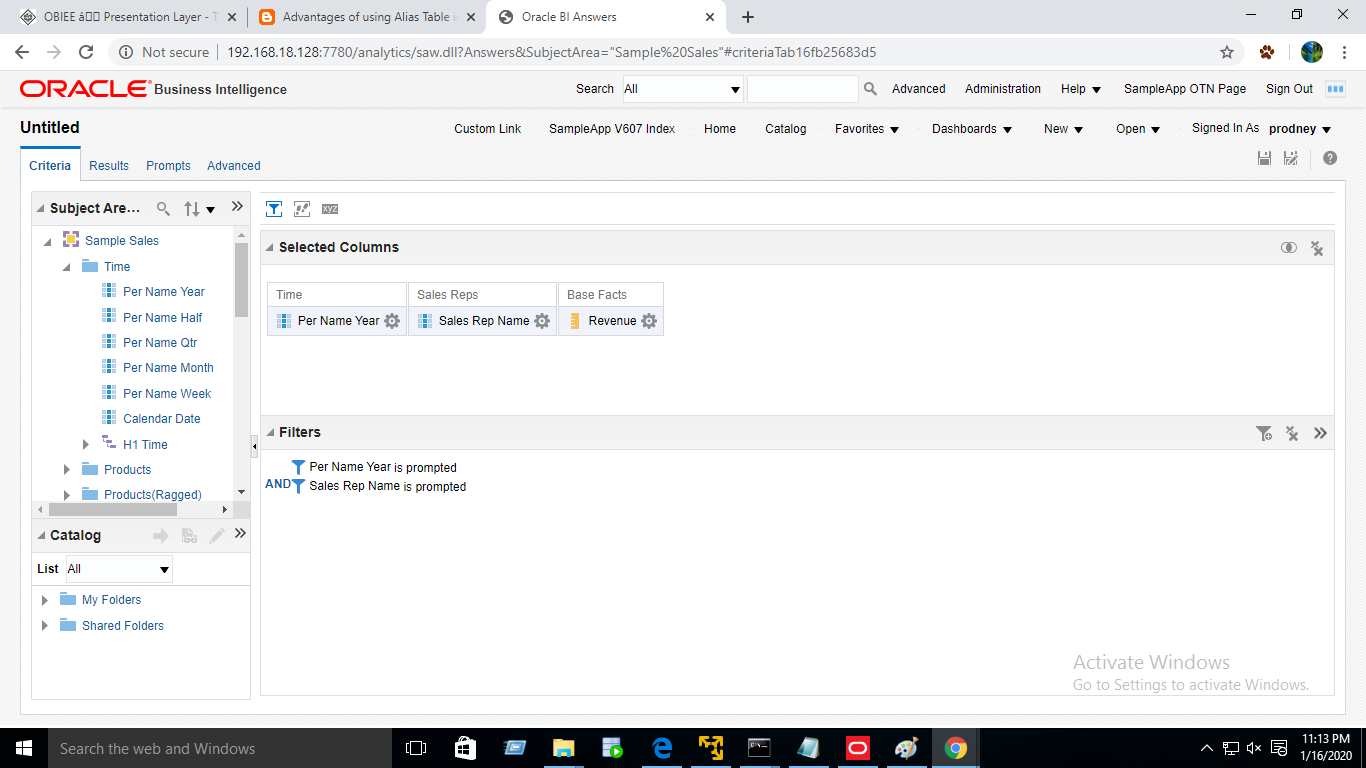 OBIEE â Presentation Layer - T
Advantages of using Alias Table i
Oracle BI Answers
Not secure
192.168.18.128:7780/analytics/saw.dll?Answers&SubjectArea="Sample%20Sales"#criteriaTab16fb25683d5
ORACLE Business Intelligence
Search All Advanced Administration Help SampleApp OTN Page Sign Out
Untitled
Custom Link SampleApp V607 Index Home Catalog Favorites Dashboards New Open Signed In As prodney
Criteria Results Prompts Advanced
Subject Are...
xyz
Sample Sales
Time
Per Name Year
Per Name Half
Per Name Qtr
Per Name Month
Per Name Week
Calendar Date
H1 Time
Products
Products(Ragged)
Catalog
List All
My Folders
Shared Folders
Selected Columns
Time Sales Reps Base Facts
Per Name Year Sales Rep Name Revenue
Filters
Per Name Year is prompted
AND Sales Rep Name is prompted
Activate Windows
Go to Settings to activate Windows.
Search the web and Windows
11:13 PM
1/16/2020